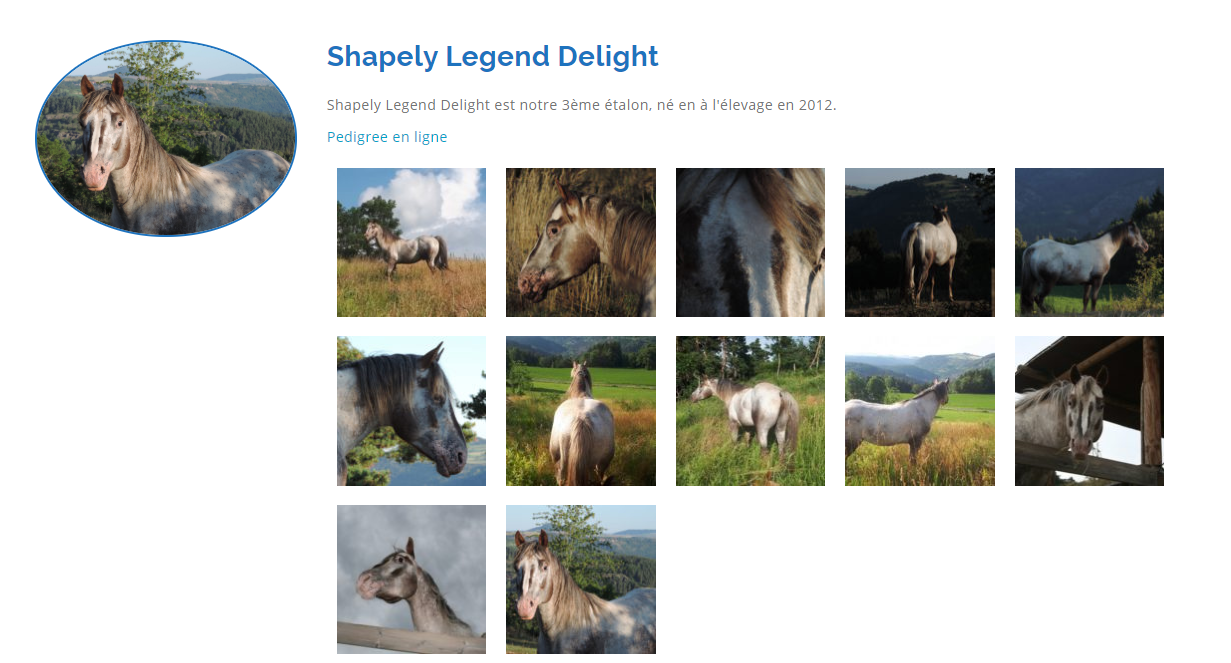 Shapely Legend Delight
Shapely Legend Delight est notre 3ème étalon, né en à l'élevage en 2012.
Pedigree en ligne